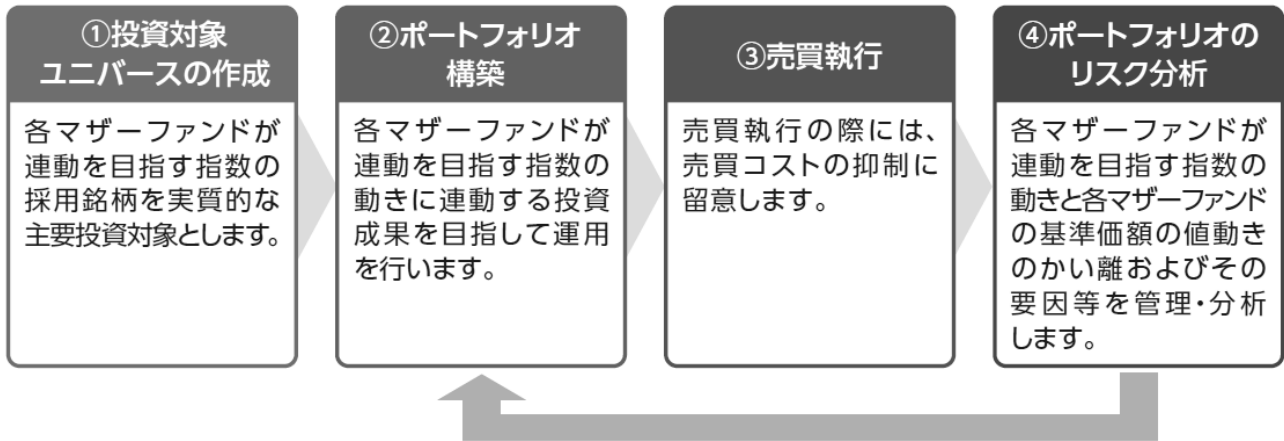 ①投資対象
ユニバースの作成
各マザーファンドが
連動を目指す指数の
採用銘柄を実質的な
主要投資対象とします。
②ポートフォリオ
構築
各マザーファンドが
連動を目指す指数の
動きに連動する投資
成果を目指して運用
を行います。
③売買執行
売買執行の際には、
売買コストの抑制に
留意します。
④ポートフォリオの
リスク分析
各マザーファンドが
連動を目指す指数の
動きと各マザーファンド
の基準価額の値動き
のかい離およびその
要因等を管理・分析
します。